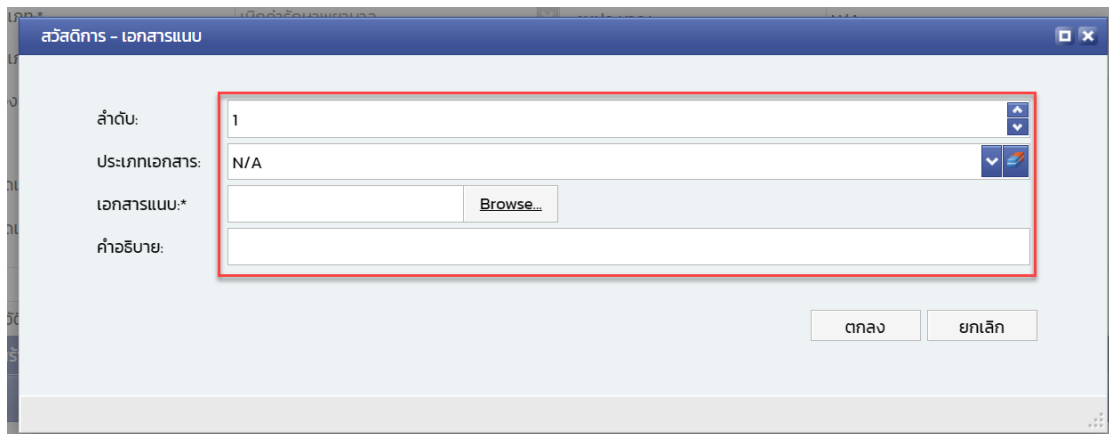 สวัสดิการ - เอกสารแนบ
ลำดับ:
1
ประเภทเอกสาร:
N/A
เอกสารแนบ:*
Browse...
คำอธิบาย:
ตกลง
ยกเลิก